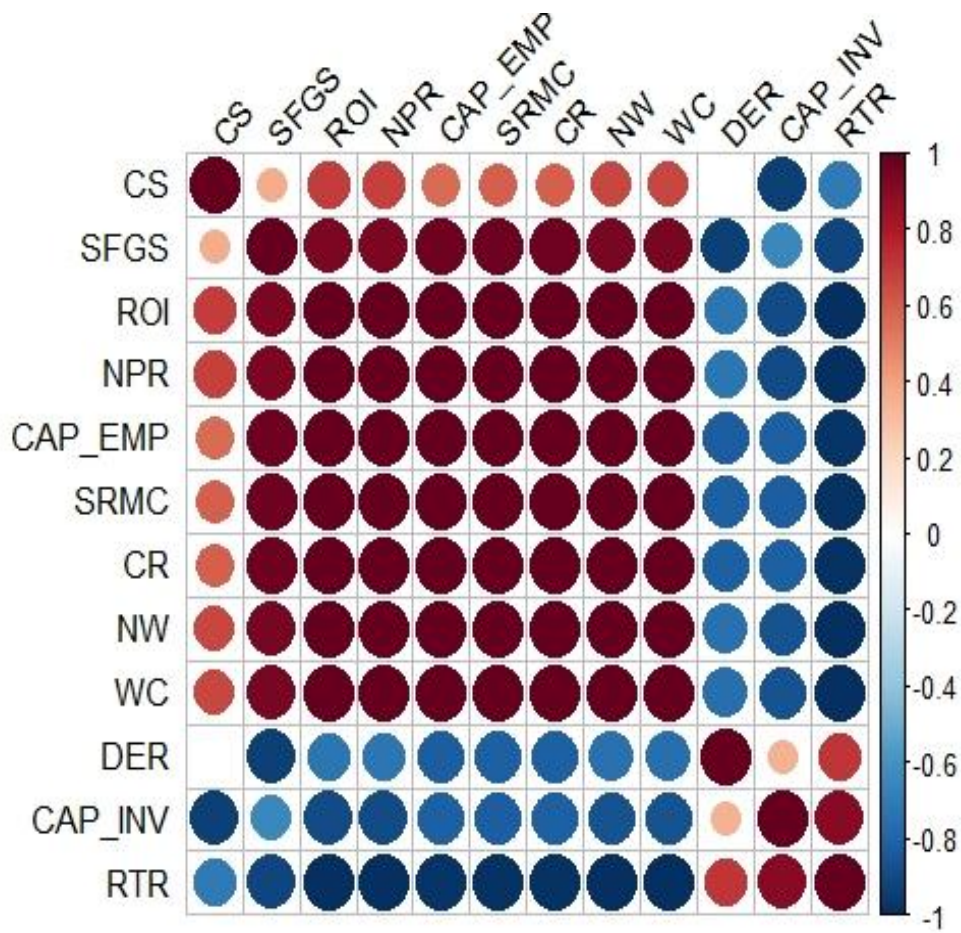 CS SFGS ROI NPR CAP_EMP SRMC CR NW WC DER CAP_INV RTR
CS
SFGS
ROI
NPR
CAP_EMP
SRMC
CR
NW
WC
DER
CAP_INV
RTR
1
0.8
0.6
0.4
0.2
0
-0.2
-0.4
-0.6
-0.8
-1